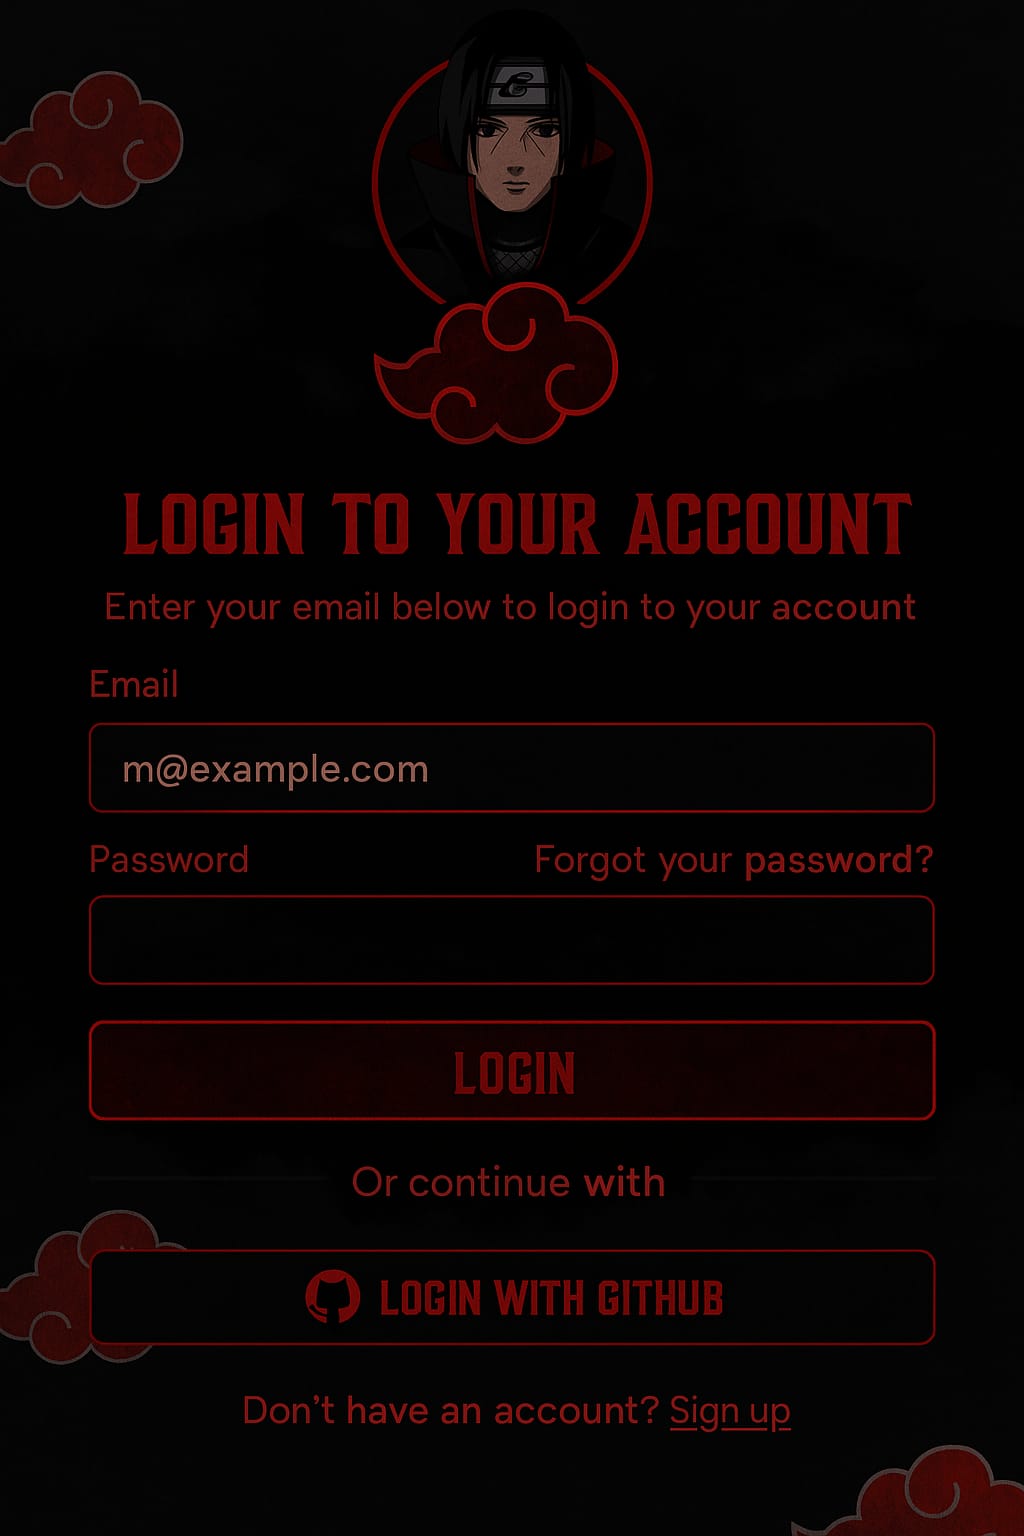 LOGIN TO YOUR ACCOUNT
Enter your email below to login to your account
Email
m@example.com
Password Forgot your password?
LOGIN
Or continue with
LOGIN WITH GITHUB
Don't have an account? Sign up